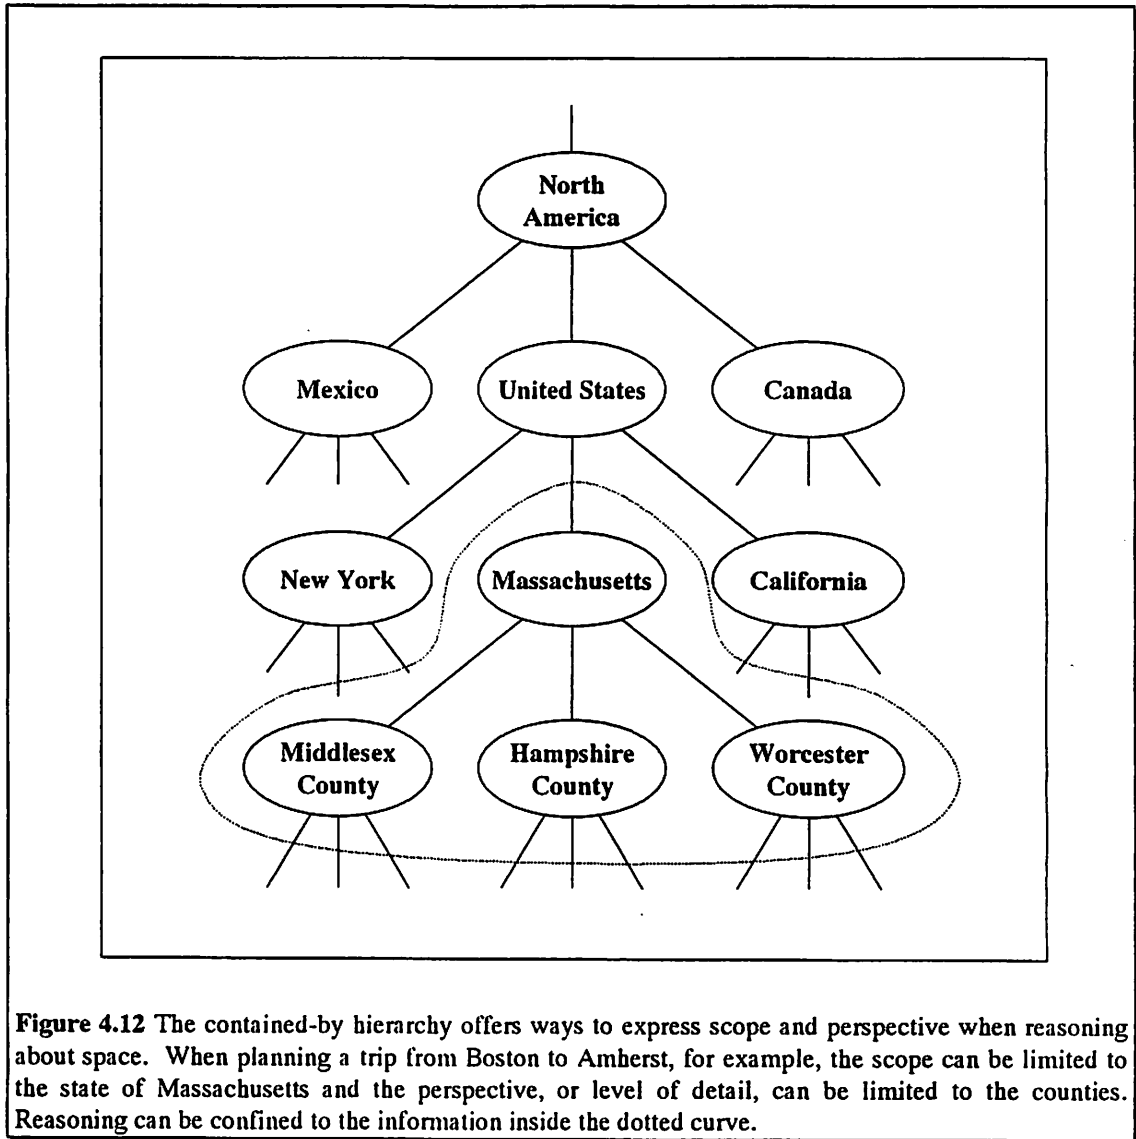 North
America
Mexico
United States
Canada
New York
Massachusetts
California
Middlesex
County
Hampshire
County
Worcester
County
Figure 4.12 The contained-by hierarchy offers ways to express scope and perspective when reasoning
about space. When planning a trip from Boston to Amherst, for example, the scope can be limited to
the state of Massachusetts and the perspective, or level of detail, can be limited to the counties.
Reasoning can be confined to the information inside the dotted curve.